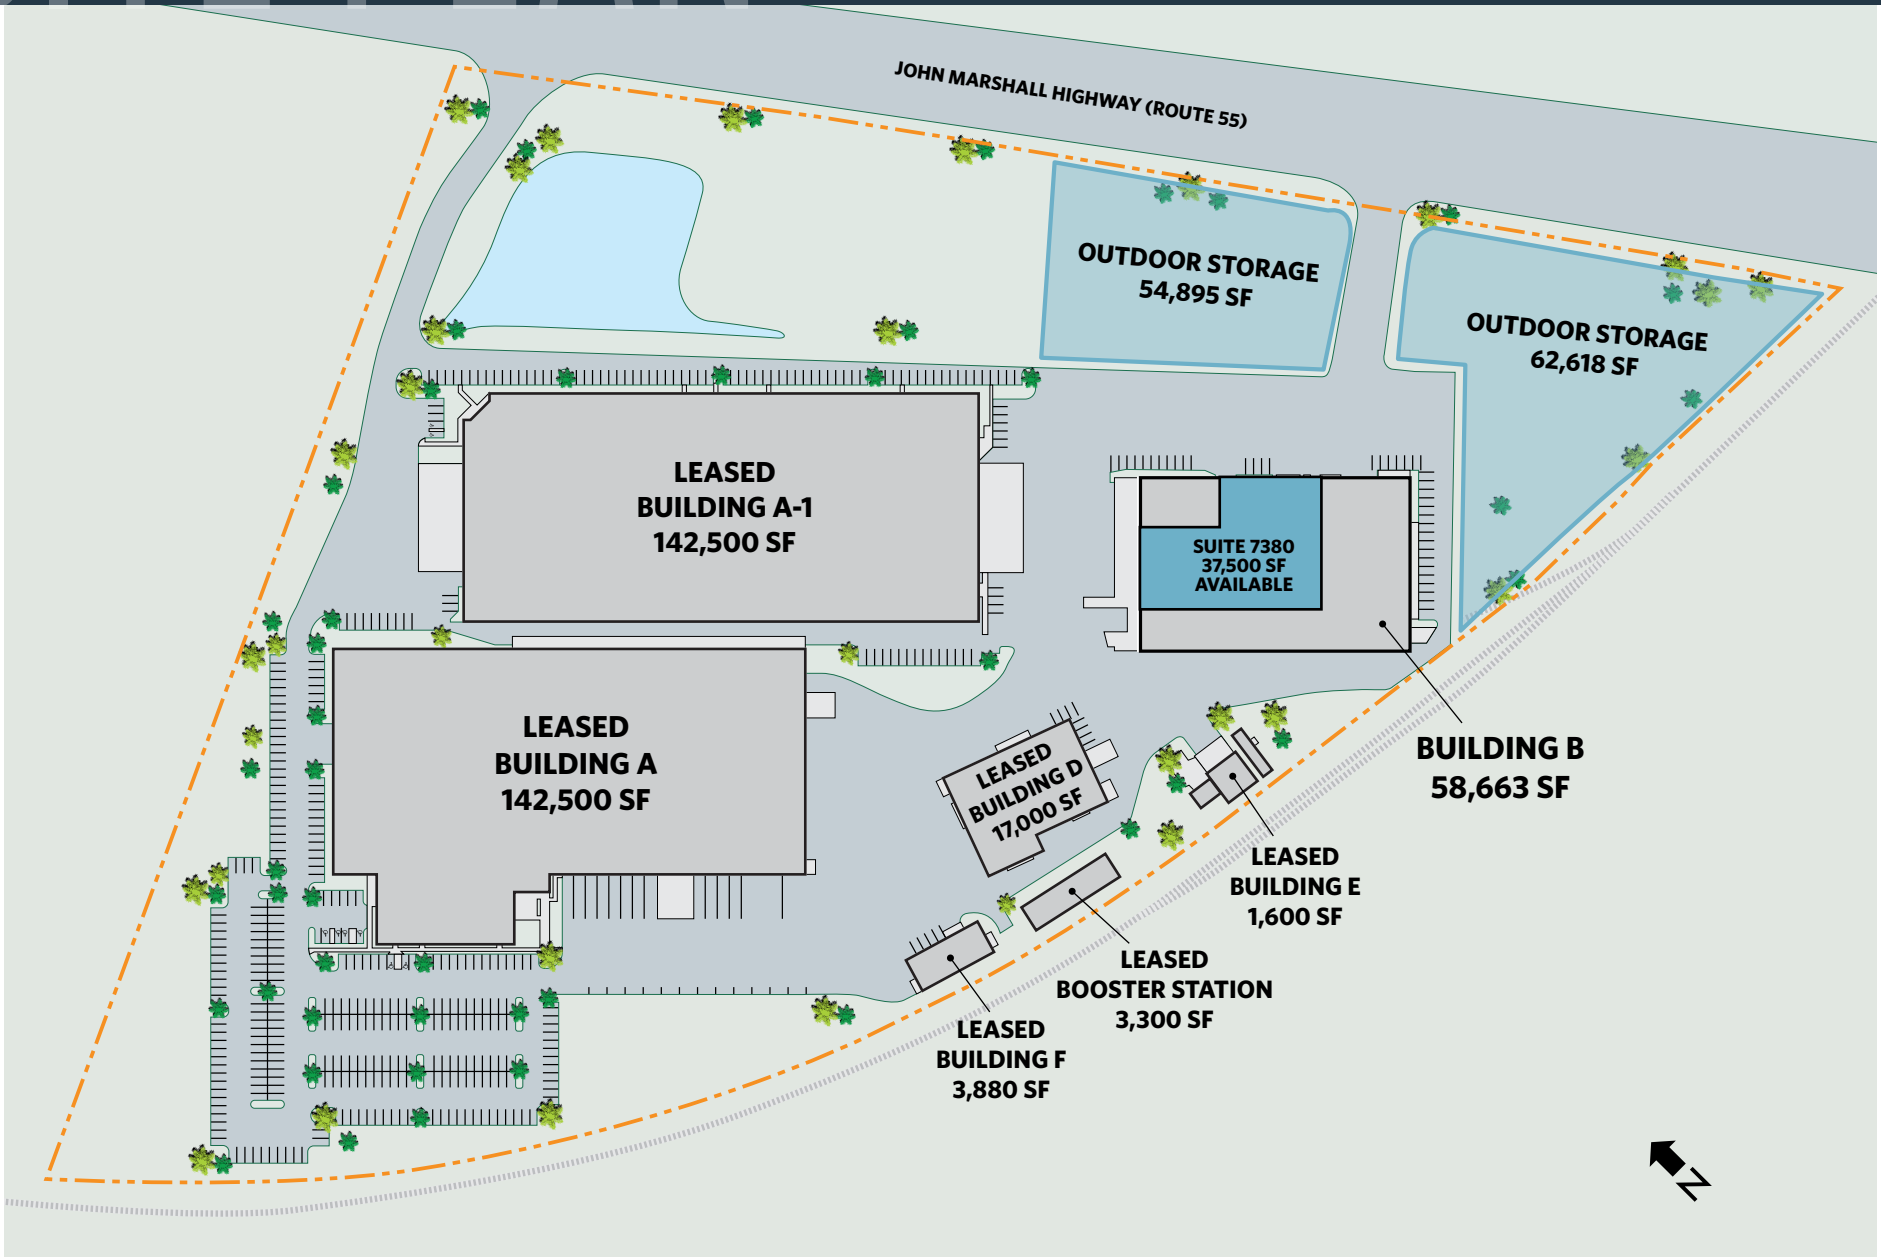 JOHN MARSHALL HIGHWAY (ROUTE 55)
OUTDOOR STORAGE
54,895 SF
OUTDOOR STORAGE
62,618 SF
LEASED
BUILDING A-1
142,500 SF
SUITE 7380
37,500 SF
AVAILABLE
LEASED
BUILDING A
142,500 SF
LEASED
BUILDING D
17,000 SF
BUILDING B
58,663 SF
LEASED
BUILDING E
1,600 SF
LEASED
BOOSTER STATION
3,300 SF
LEASED
BUILDING F
3,880 SF
N